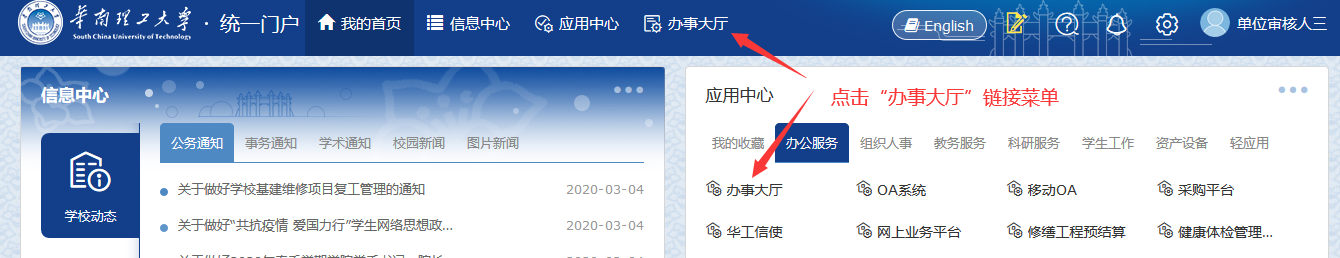 华南理工大学 · 统一门户 我的首页 信息中心 应用中心 办事大厅 English 单位审核人三
South China University of Technology
信息中心
公务通知 事务通知 学术通知 校园新闻 图片新闻
学校动态
关于做好学校基建维修项目复工管理的通知 2020-03-04
关于做好“共抗疫情 爱国力行”学生网络思想政... 2020-03-04
应用中心
点击“办事大厅”链接菜单
我的收藏 办公服务 组织人事 教务服务 科研服务 学生工作 资产设备 轻应用
办事大厅 OA系统 移动OA 采购平台
华工信使 网上业务平台 修缮工程预结算 健康体检管理...